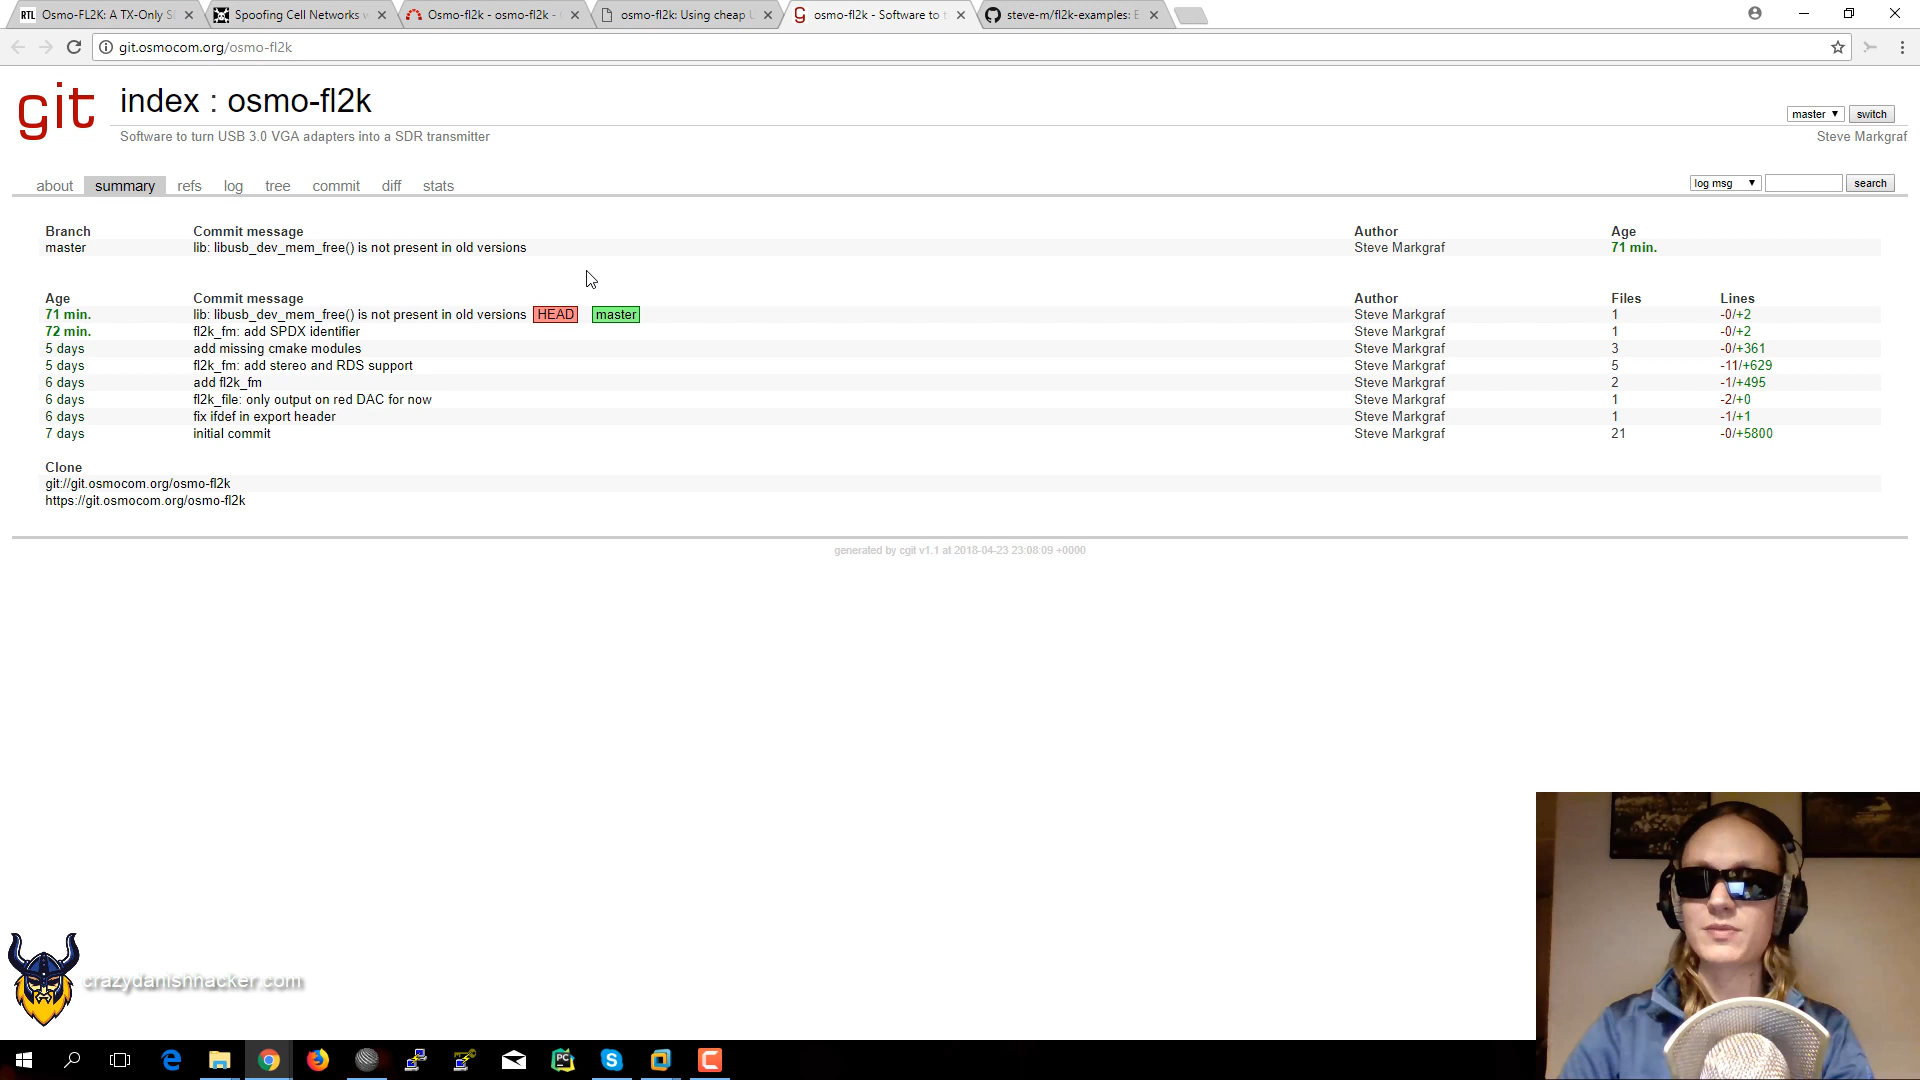 RTL Osmo-FL2K: A TX-Only S
Spoofing Cell Networks w
Osmo-fl2k - osmo-fl2k -
osmo-fl2k: Using cheap
osmo-fl2k - Software to t
steve-m/fl2k-examples: E
git.osmocom.org/osmo-fl2k
git
index : osmo-fl2k
master switch
Software to turn USB 3.0 VGA adapters into a SDR transmitter
Steve Markgraf
about summary refs log tree commit diff stats
log msg search
Branch Commit message Author Age
master lib: libusb_dev_mem_free() is not present in old versions Steve Markgraf 71 min.
Age Commit message Author Files Lines
71 min. lib: libusb_dev_mem_free() is not present in old versions HEAD master Steve Markgraf 1 -0/+2
72 min. fl2k_fm: add SPDX identifier Steve Markgraf 1 -0/+2
5 days add missing cmake modules Steve Markgraf 3 -0/+361
5 days fl2k_fm: add stereo and RDS support Steve Markgraf 5 -11/+629
6 days add fl2k_fm Steve Markgraf 2 -1/+495
6 days fl2k_file: only output on red DAC for now Steve Markgraf 1 -2/+0
6 days fix ifdef in export header Steve Markgraf 1 -1/+1
7 days initial commit Steve Markgraf 21 -0/+5800
Clone
git://git.osmocom.org/osmo-fl2k
https://git.osmocom.org/osmo-fl2k
generated by cgit v1.1 at 2018-04-23 23:08:09 +0000
crazydanishhacker.com